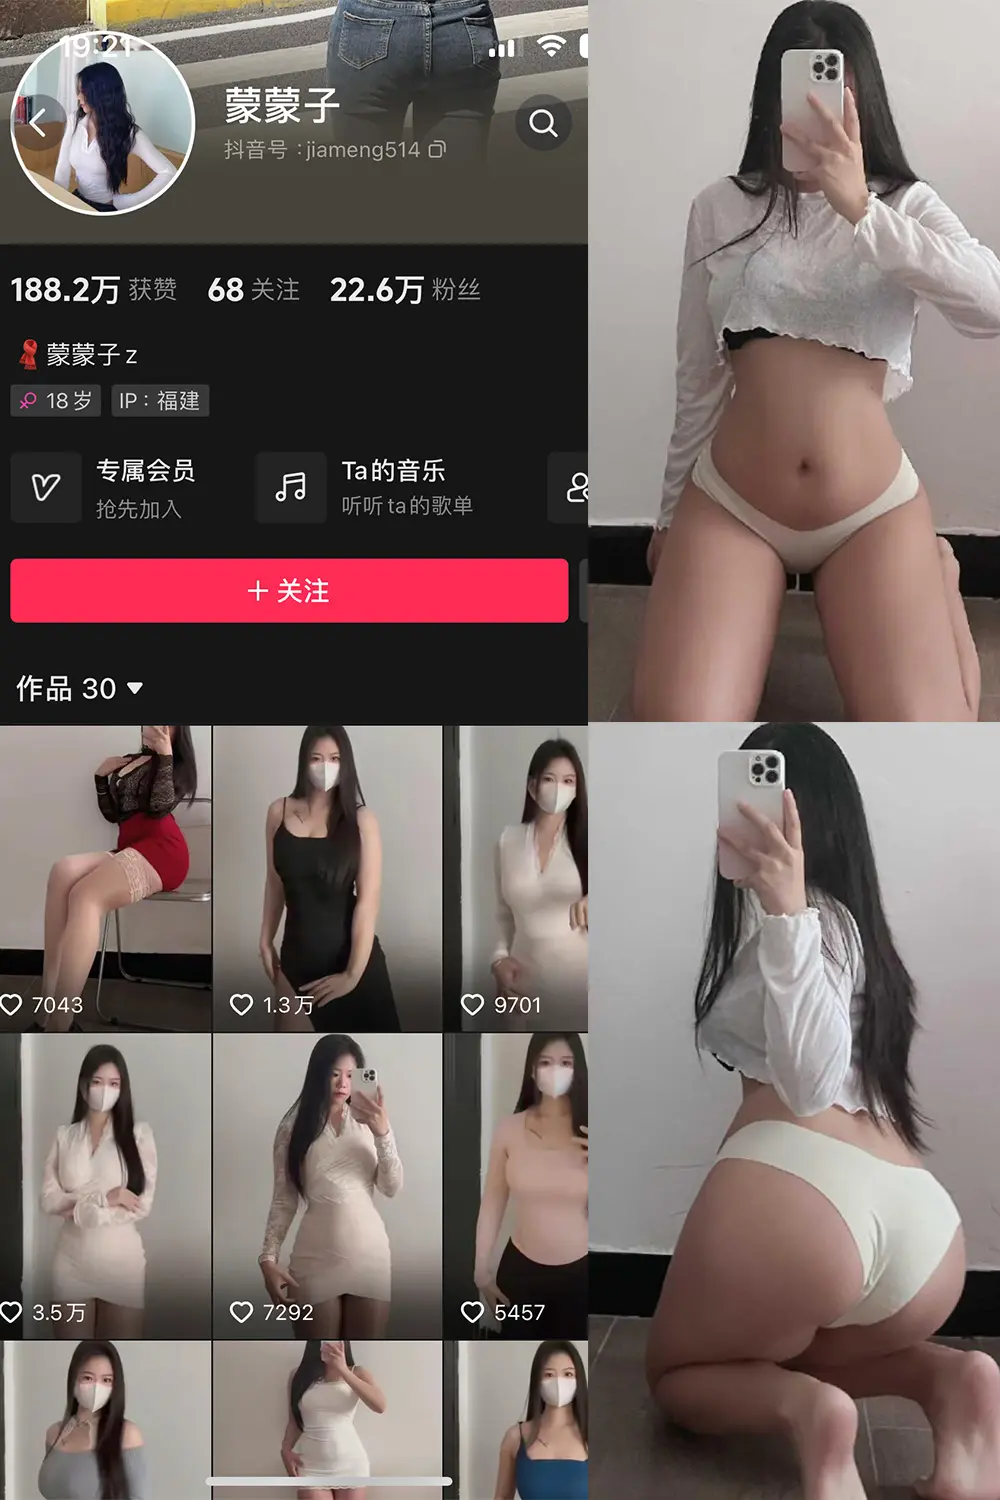 19:21
蒙蒙子
抖音号：jiameng514
188.2万 获赞 68 关注 22.6万 粉丝
蒙蒙子z
18岁 IP：福建
专属会员
抢先加入
Ta的音乐
听听ta的歌单
+ 关注
作品 30
7043
1.3万
9701
3.5万
7292
5457